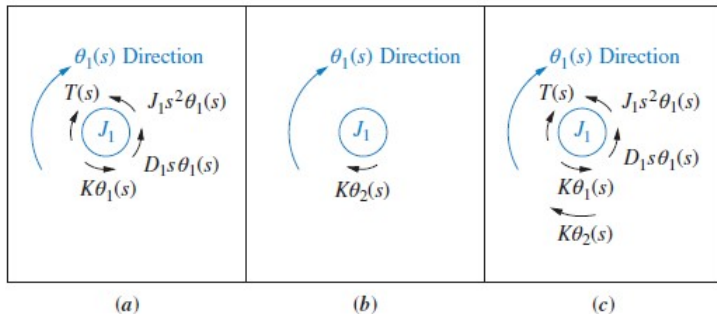 θ₁(s) Direction
T(s)
J₁s²θ₁(s)
J₁
D₁sθ₁(s)
Kθ₁(s)
(a)
θ₁(s) Direction
J₁
Kθ₂(s)
(b)
θ₁(s) Direction
T(s)
J₁s²θ₁(s)
J₁
D₁sθ₁(s)
Kθ₁(s)
Kθ₂(s)
(c)